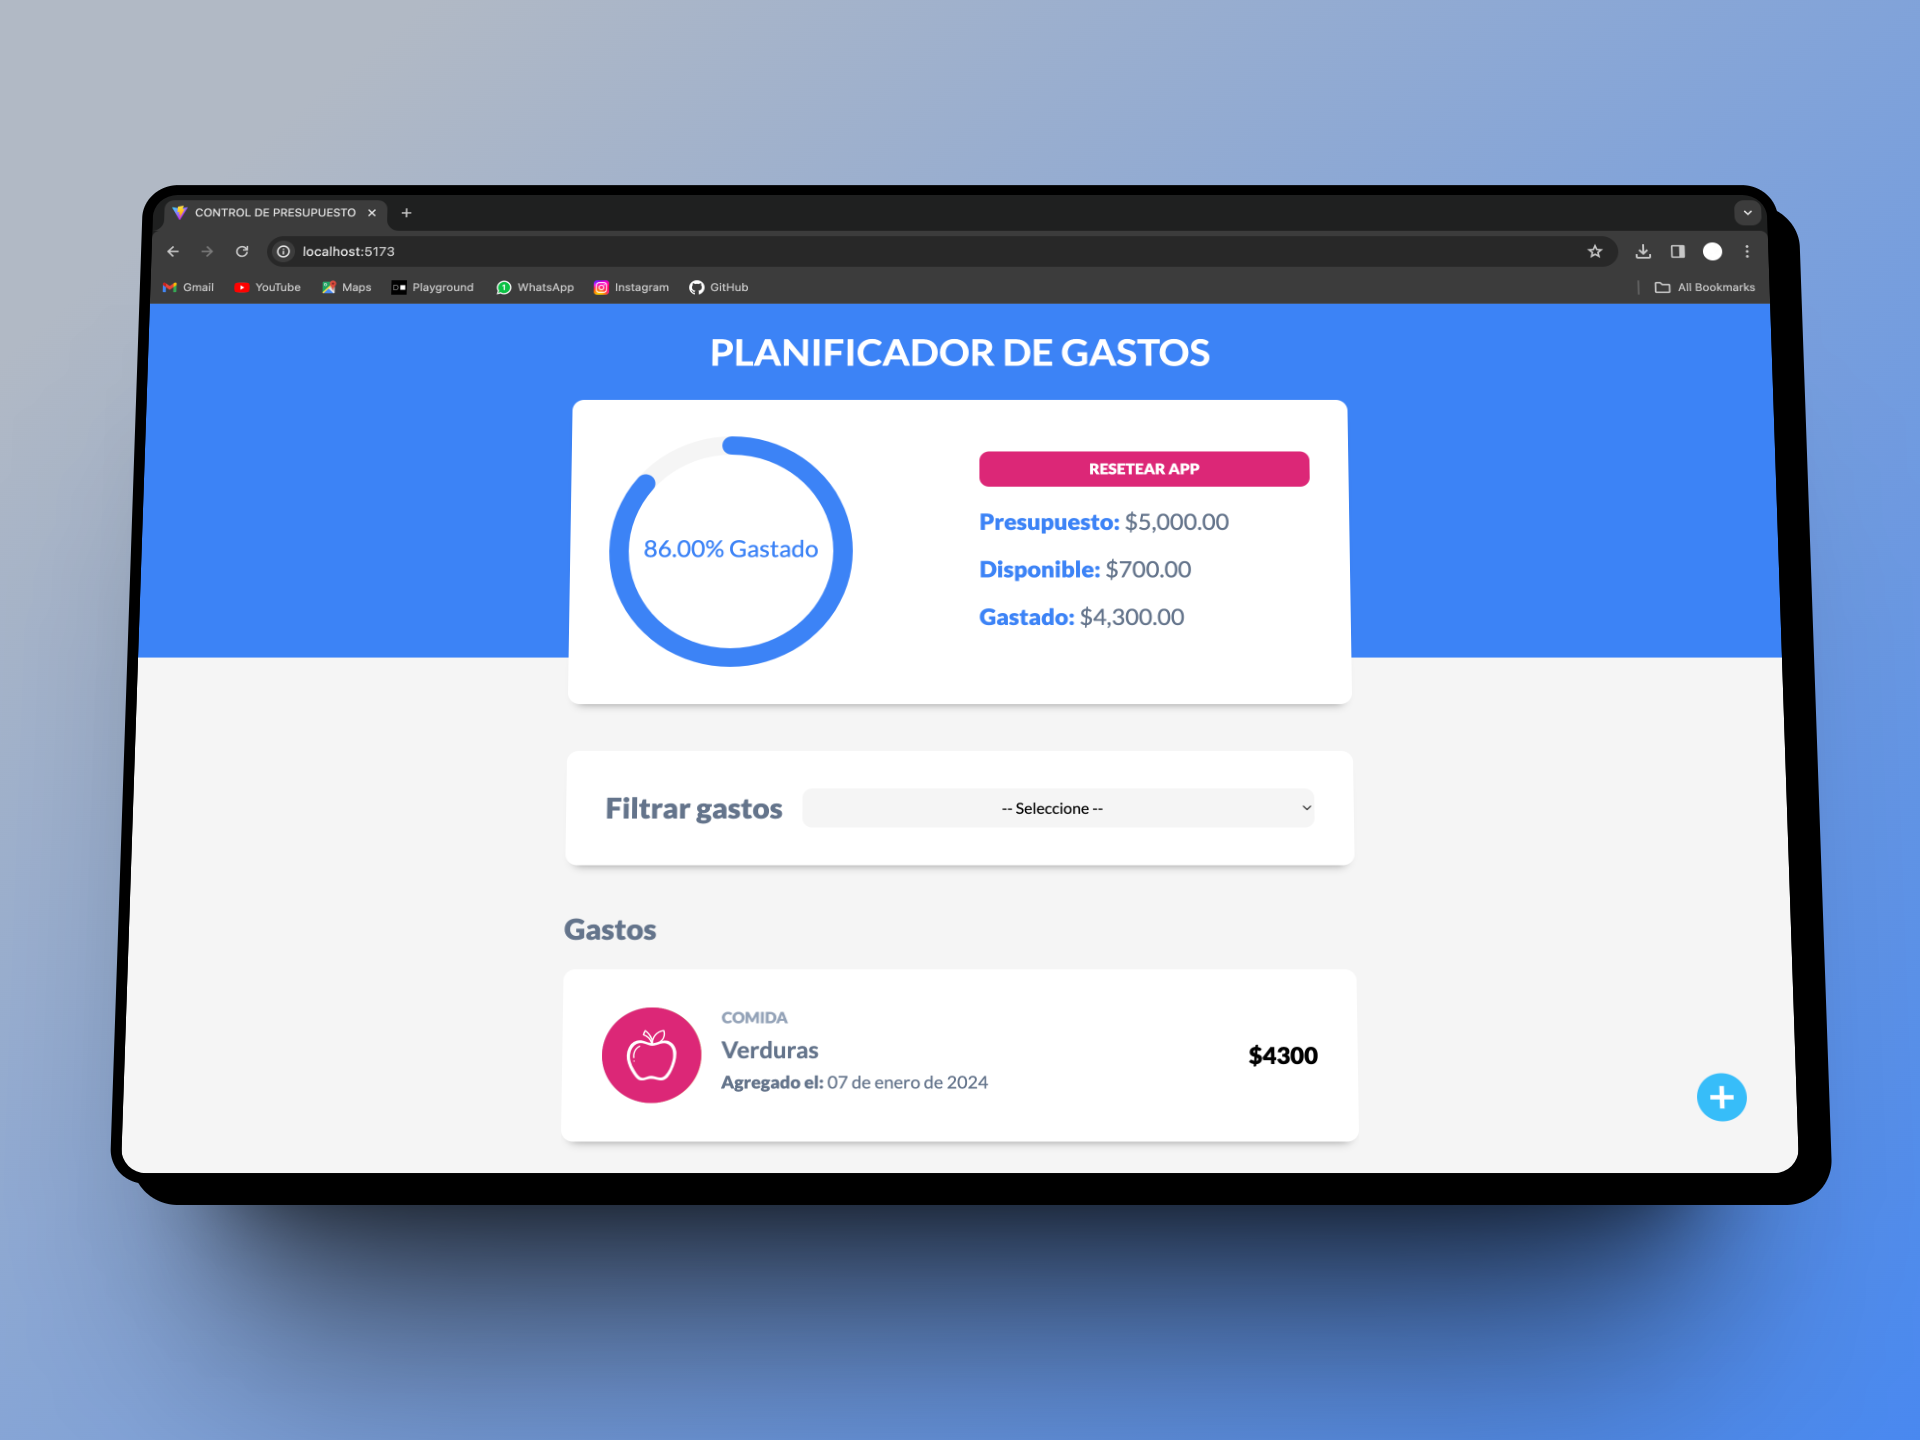 CONTROL DE PRESUPUESTO
localhost:5173
Gmail YouTube Maps Playground WhatsApp Instagram GitHub All Bookmarks
PLANIFICADOR DE GASTOS
86.00% Gastado
RESETEAR APP
Presupuesto: $5,000.00
Disponible: $700.00
Gastado: $4,300.00
Filtrar gastos
-- Seleccione --
Gastos
COMIDA
Verduras
Agregado el: 07 de enero de 2024
$4300